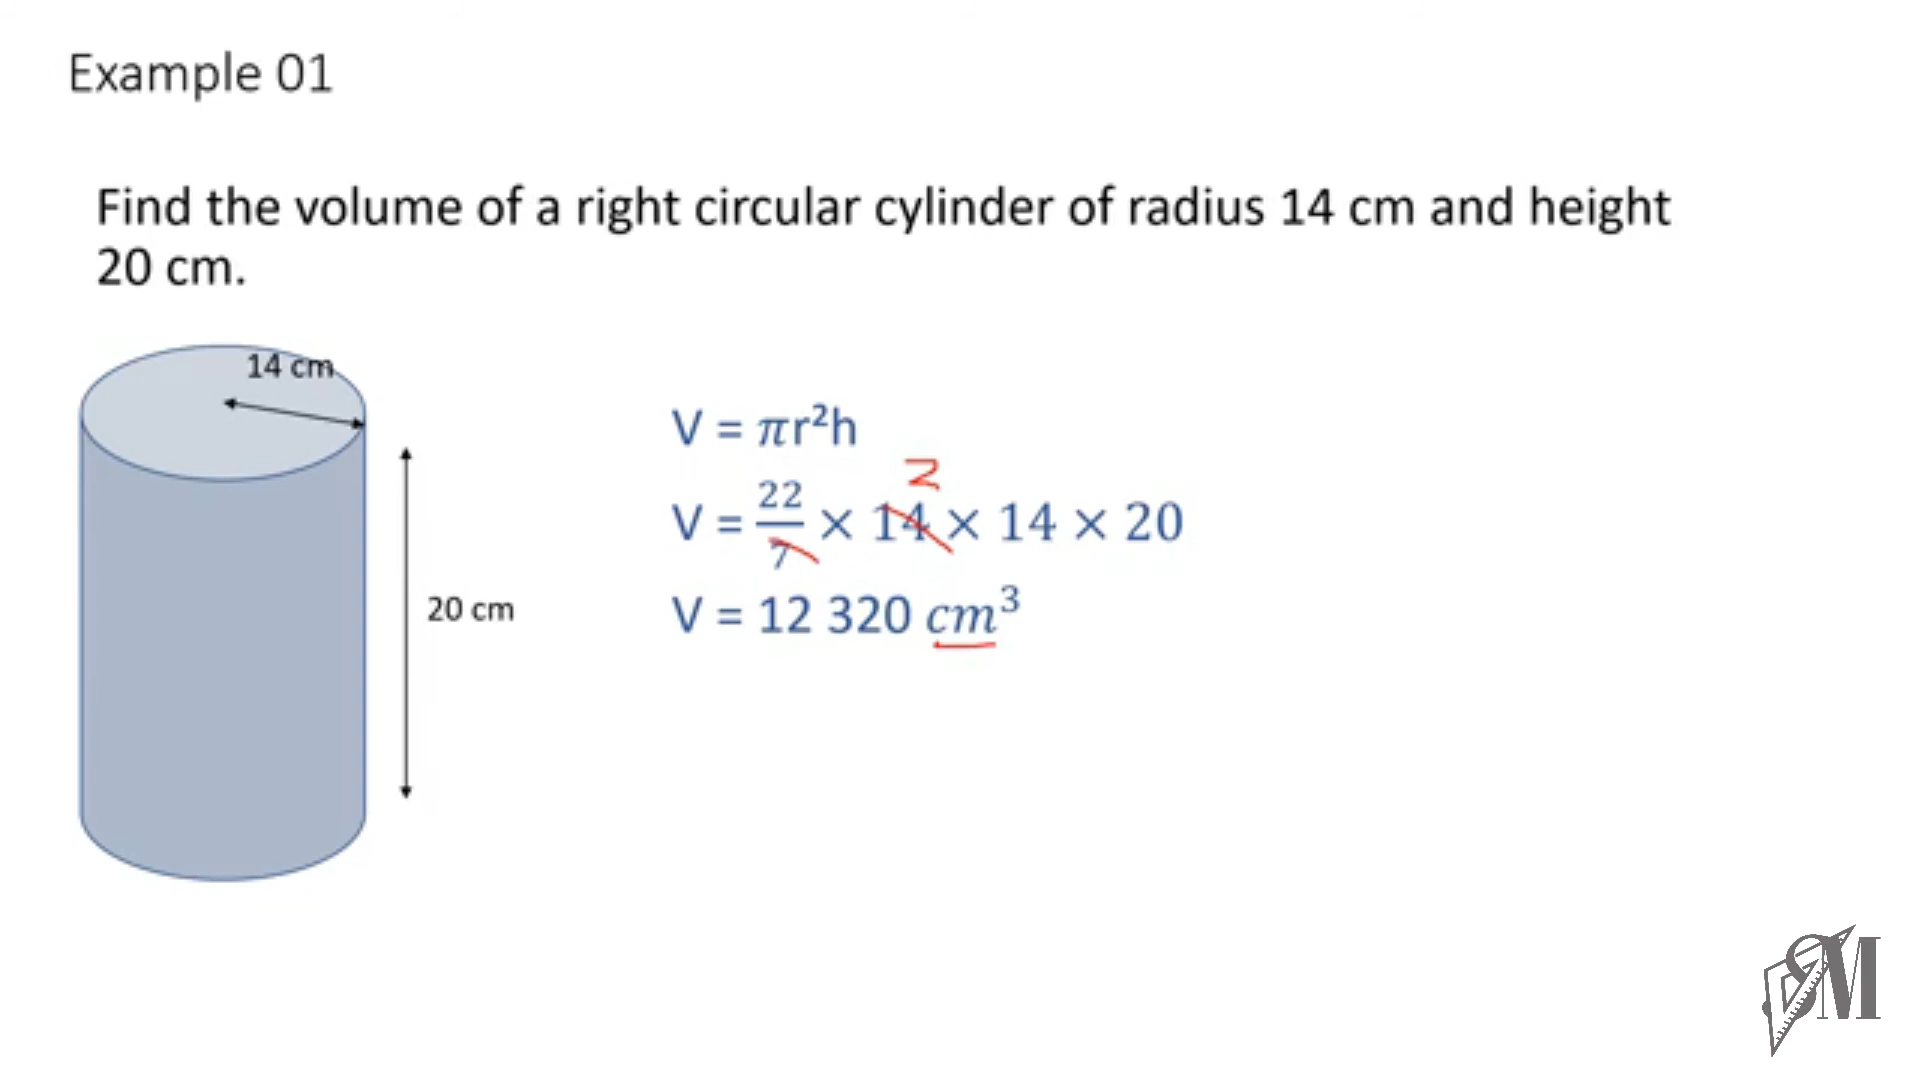 Example 01
Find the volume of a right circular cylinder of radius 14 cm and height
20 cm.
14 cm
V = πr²h
2
V = 22/7 × 14 × 14 × 20
V = 12 320 cm³
20 cm
SM